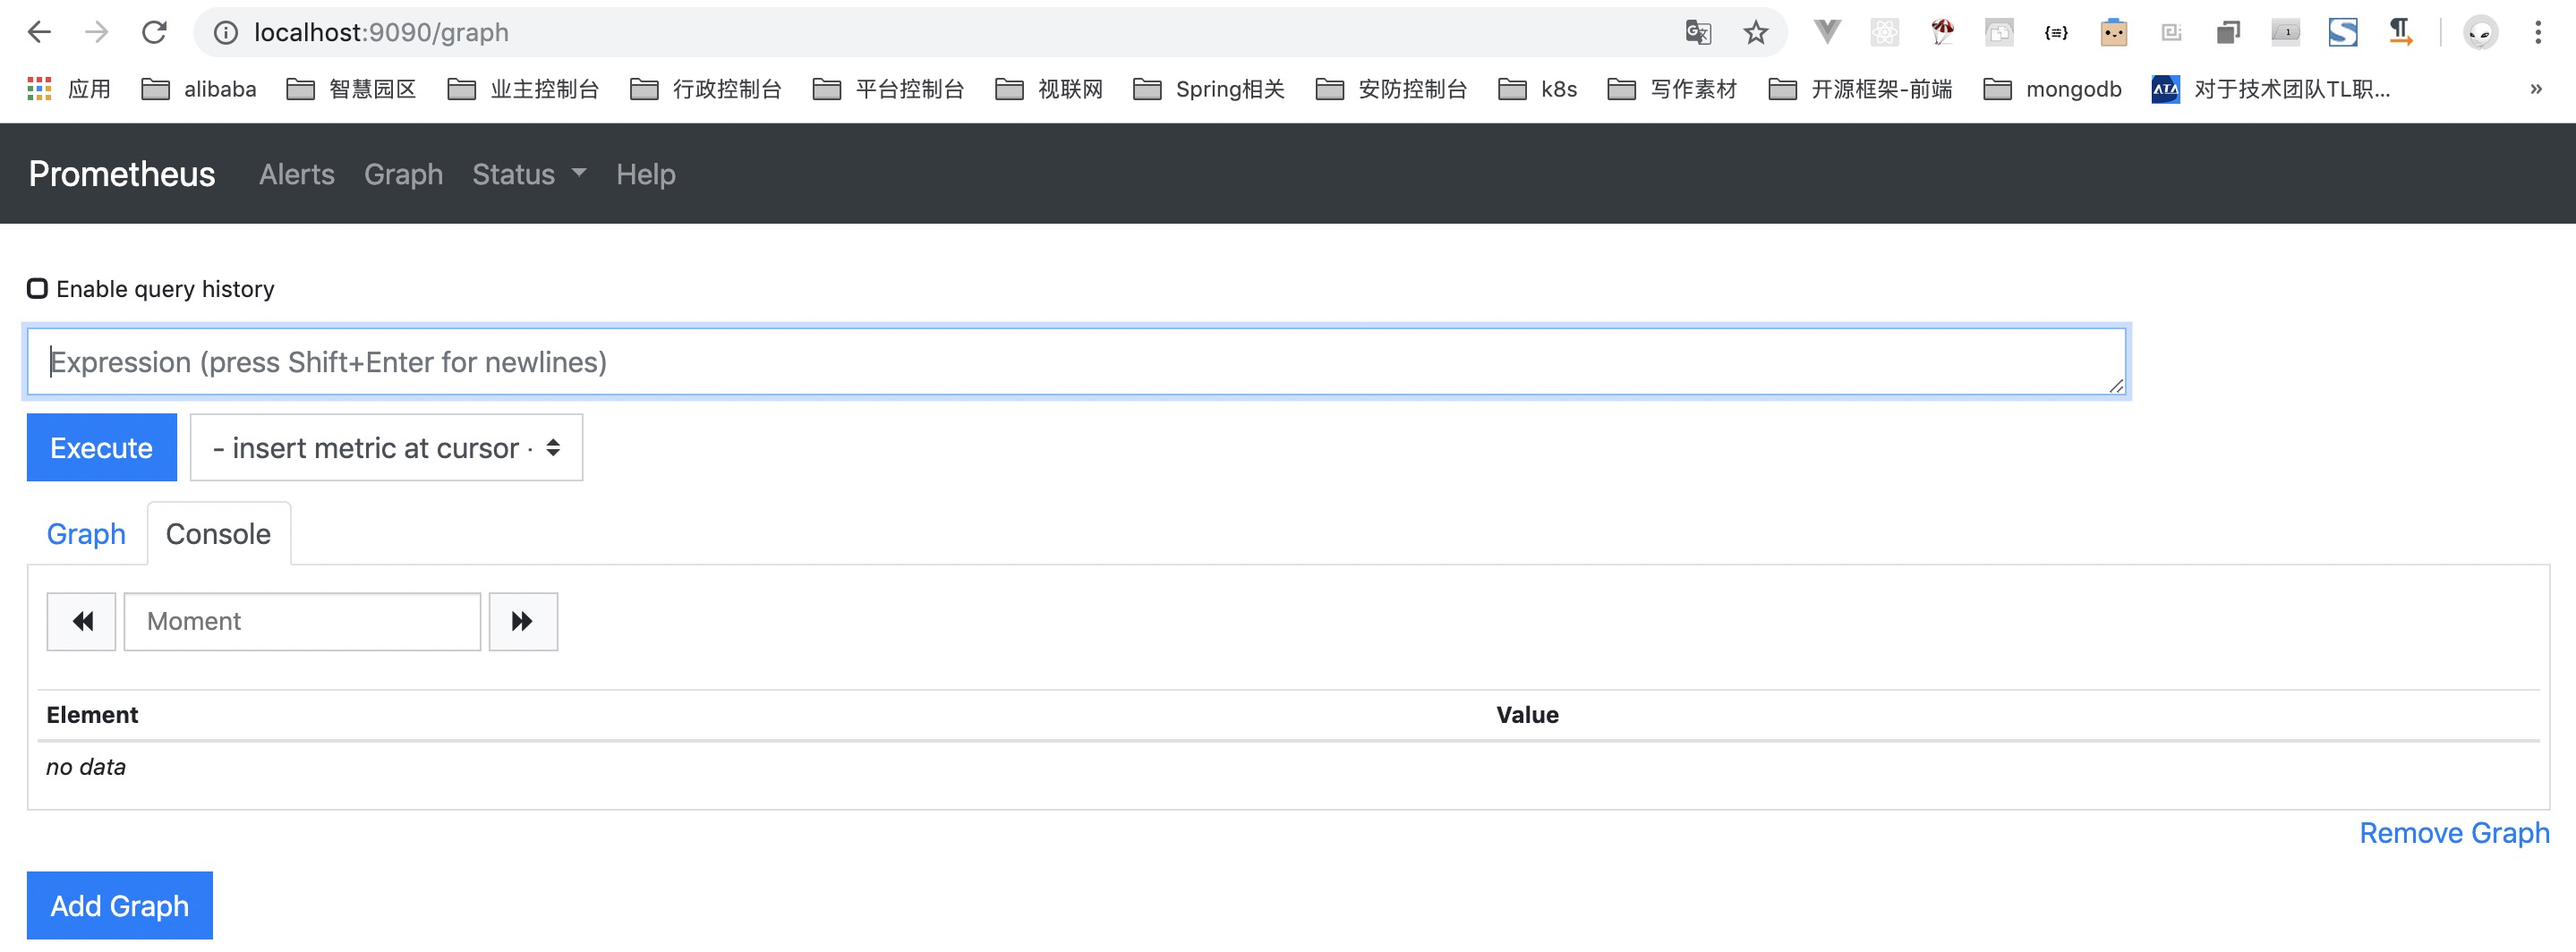 localhost:9090/graph
应用 alibaba 智慧园区 业主控制台 行政控制台 平台控制台 视联网 Spring相关 安防控制台 k8s 写作素材 开源框架-前端 mongodb ATA 对于技术团队TL职... »
Prometheus Alerts Graph Status Help
Enable query history
Expression (press Shift+Enter for newlines)
Execute - insert metric at cursor -
Graph Console
Moment
Element Value
no data
Remove Graph
Add Graph